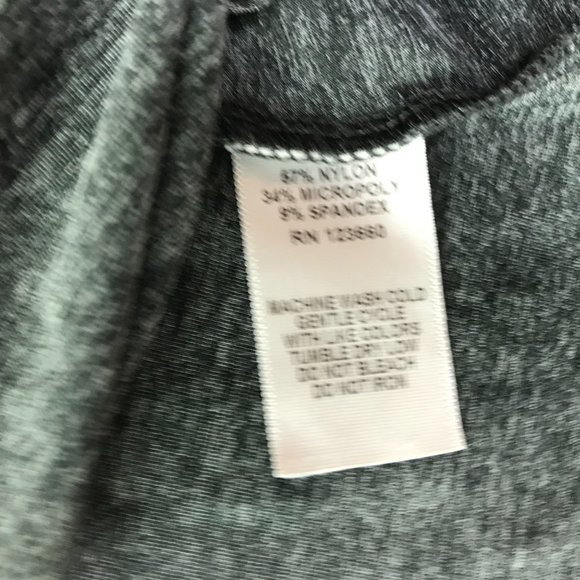 57% NYLON
34% MICROPOLY
9% SPANDEX
RN 123660
MACHINE WASH COLD
GENTLE CYCLE
WITH LIKE COLORS
TUMBLE DRY LOW
DO NOT BLEACH
DO NOT IRON